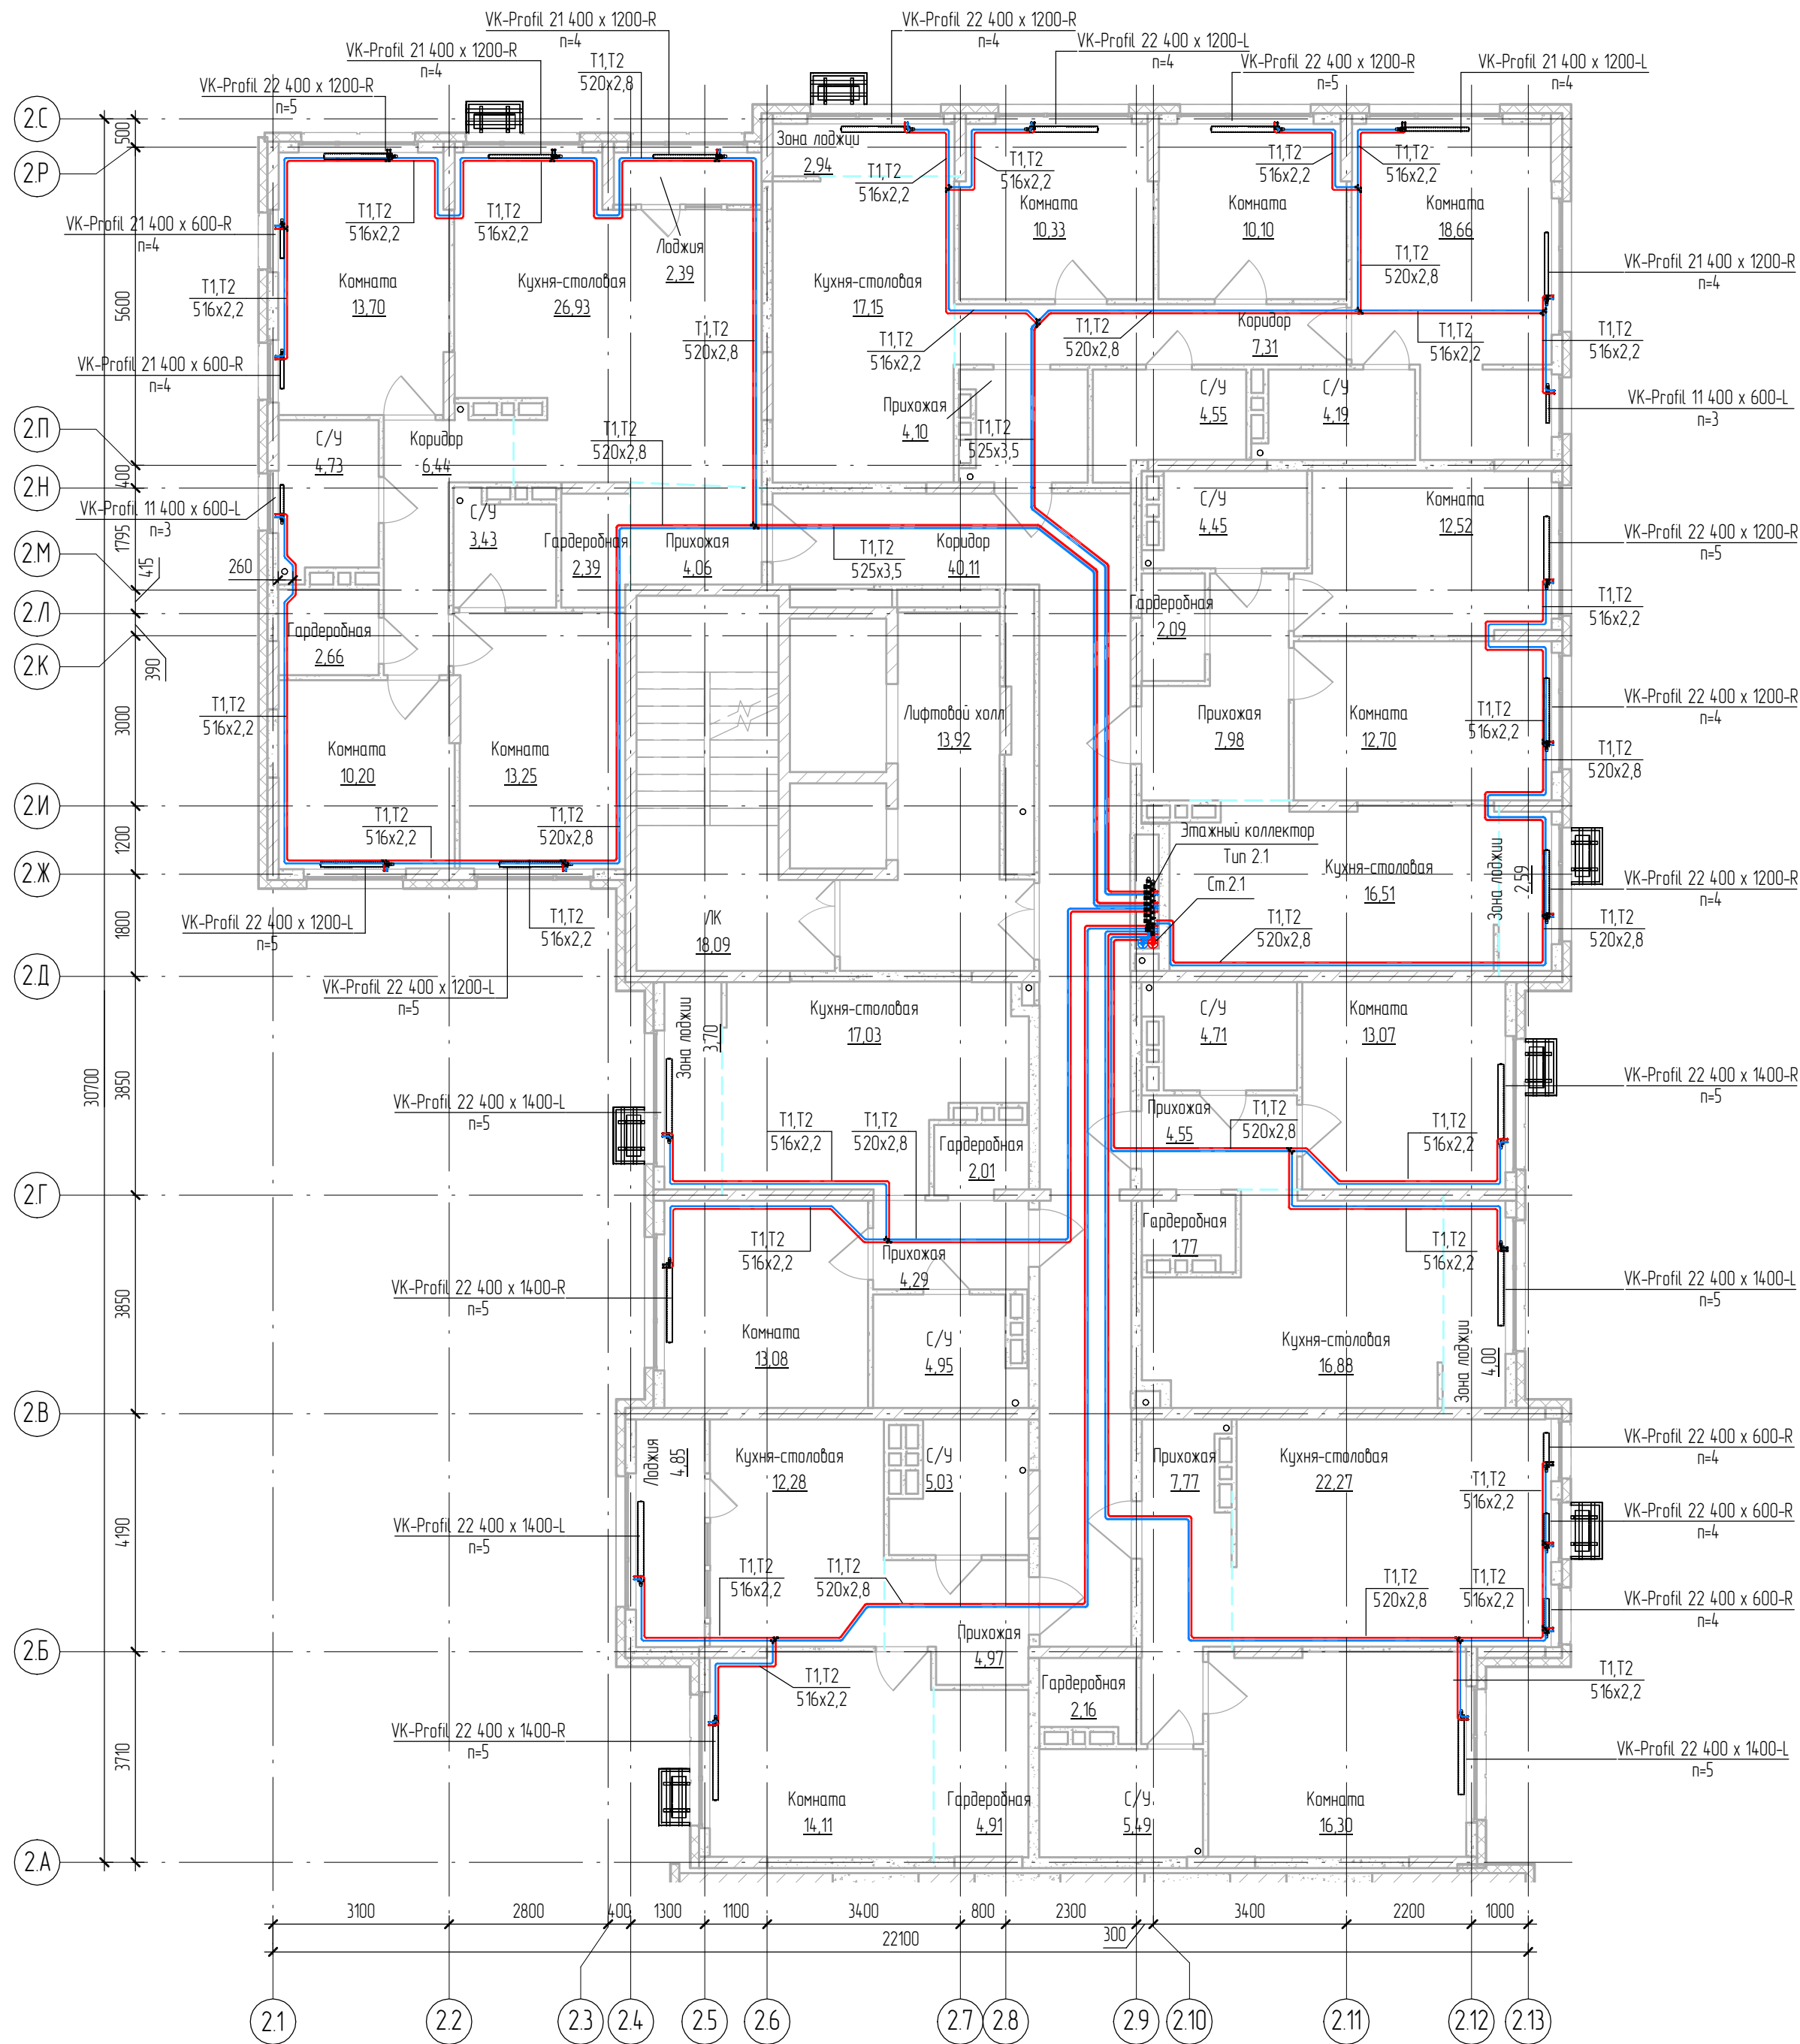 VK-Profil 21 400 x 1200-R
n=4
VK-Profil 22 400 x 1200-R
n=4
VK-Profil 21 400 x 1200-R
n=4
T1,T2
520x2,8
VK-Profil 22 400 x 1200-L
n=4
VK-Profil 22 400 x 1200-R
n=5
VK-Profil 21 400 x 1200-L
n=4
VK-Profil 22 400 x 1200-R
n=5
2.С
500
2.Р
Зона лоджии
2,94
T1,T2
516x2,2
T1,T2
516x2,2
T1,T2
516x2,2
T1,T2
516x2,2
T1,T2
516x2,2
T1,T2
516x2,2
VK-Profil 21 400 x 600-R
n=4
Лоджия
2,39
Комната
10,33
Комната
10,10
Комната
18,66
T1,T2
520x2,8
VK-Profil 21 400 x 1200-R
n=4
T1,T2
516x2,2
5600
Комната
13,70
Кухня-столовая
26,93
Кухня-столовая
17,15
T1,T2
520x2,8
T1,T2
516x2,2
T1,T2
520x2,8
Коридор
7,31
T1,T2
516x2,2
T1,T2
516x2,2
VK-Profil 21 400 x 600-R
n=4
С/У
4,55
С/У
4,19
VK-Profil 11 400 x 600-L
n=3
Прихожая
4,10
T1,T2
525x3,5
2.П
С/У
4,73
Коридор
6,44
T1,T2
520x2,8
400
2.Н
VK-Profil 11 400 x 600-L
n=3
С/У
3,43
С/У
4,45
Комната
12,52
VK-Profil 22 400 x 1200-R
n=5
1795
2.М
415
260
Гардеробная
2,39
Прихожая
4,06
T1,T2
525x3,5
Коридор
40,11
T1,T2
516x2,2
2.Л
Гардеробная
2,66
Гардеробная
2,09
2.К
390
T1,T2
516x2,2
3000
Лифтовой холл
13,92
Прихожая
7,98
Комната
12,70
T1,T2
516x2,2
VK-Profil 22 400 x 1200-R
n=4
T1,T2
520x2,8
Комната
10,20
Комната
13,25
2.И
1200
T1,T2
516x2,2
T1,T2
520x2,8
Этажный коллектор
Тип 2.1
Ст.2.1
Кухня-столовая
16,51
Зона лоджии
2,59
VK-Profil 22 400 x 1200-R
n=4
2.Ж
1800
VK-Profil 22 400 x 1200-L
n=5
T1,T2
516x2,2
ЛК
18,09
T1,T2
520x2,8
T1,T2
520x2,8
2.Д
VK-Profil 22 400 x 1200-L
n=5
30700
3850
Зона лоджии
3,70
Кухня-столовая
17,03
С/У
4,71
Комната
13,07
VK-Profil 22 400 x 1400-L
n=5
VK-Profil 22 400 x 1400-R
n=5
T1,T2
516x2,2
T1,T2
520x2,8
Гардеробная
2,01
Прихожая
4,55
T1,T2
520x2,8
T1,T2
516x2,2
2.Г
3850
T1,T2
516x2,2
Прихожая
4,29
Гардеробная
1,77
T1,T2
516x2,2
VK-Profil 22 400 x 1400-R
n=5
VK-Profil 22 400 x 1400-L
n=5
Комната
13,08
С/У
4,95
Кухня-столовая
16,88
Зона лоджии
4,00
2.В
4190
Лоджия
4,85
Кухня-столовая
12,28
С/У
5,03
Прихожая
7,77
Кухня-столовая
22,27
VK-Profil 22 400 x 600-R
n=4
T1,T2
516x2,2
VK-Profil 22 400 x 1400-L
n=5
VK-Profil 22 400 x 600-R
n=4
T1,T2
516x2,2
T1,T2
520x2,8
T1,T2
520x2,8
T1,T2
516x2,2
VK-Profil 22 400 x 600-R
n=4
2.Б
Прихожая
4,97
3710
T1,T2
516x2,2
Гардеробная
2,16
T1,T2
516x2,2
VK-Profil 22 400 x 1400-R
n=5
VK-Profil 22 400 x 1400-L
n=5
Комната
14,11
Гардеробная
4,91
С/У
5,49
Комната
16,30
2.А
3100
2800
400
1300
1100
3400
800
2300
300
3400
2200
1000
22100
2.1
2.2
2.3
2.4
2.5
2.6
2.7
2.8
2.9
2.10
2.11
2.12
2.13